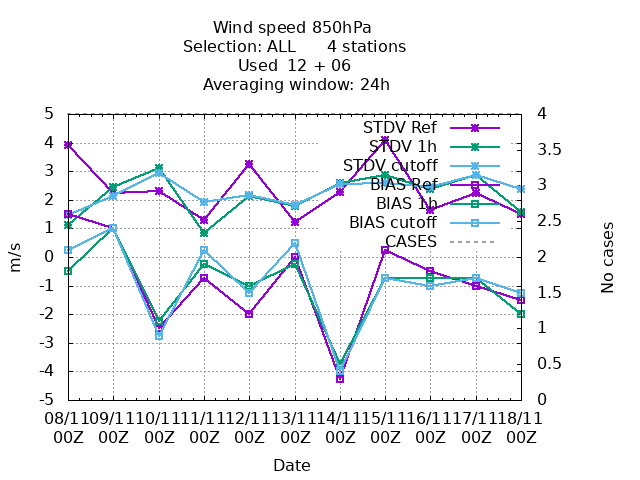 Wind speed 850hPa
Selection: ALL 4 stations
Used 12 + 06
Averaging window: 24h
5
4
3
2
1
0
-1
-2
-3
-4
-5
m/s
STDV Ref
STDV 1h
STDV cutoff
BIAS Ref
BIAS 1h
BIAS cutoff
CASES
4
3.5
3
2.5
2
1.5
1
0.5
0
No cases
08/11 09/11 10/11 11/11 12/11 13/11 14/11 15/11 16/11 17/11 18/11
00Z 00Z 00Z 00Z 00Z 00Z 00Z 00Z 00Z 00Z 00Z
Date